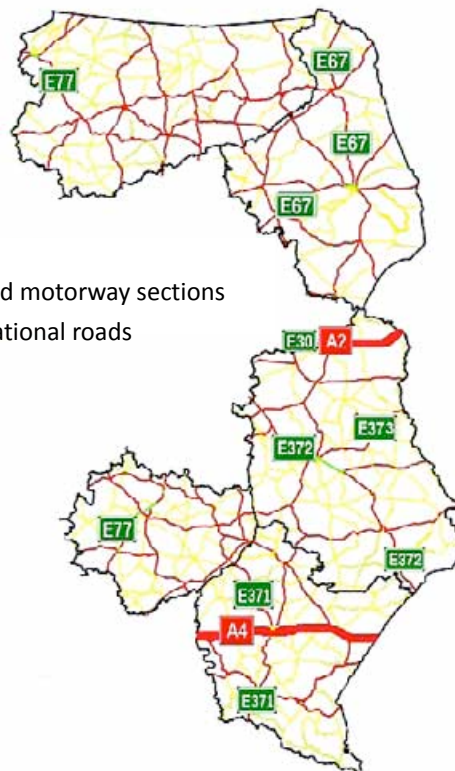 E77
E67
E67
E67
d motorway sections
ational roads
E30 A2
E373
E372
E77
E372
E371
A4
E371